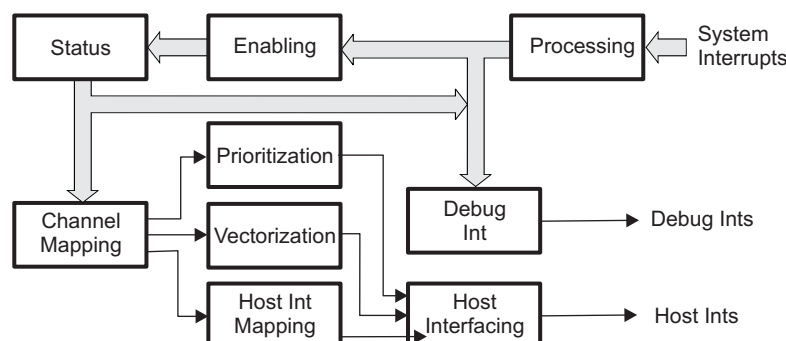 Status
Enabling
Processing
System
Interrupts
Prioritization
Channel
Mapping
Vectorization
Debug
Int
Debug Ints
Host Int
Mapping
Host
Interfacing
Host Ints